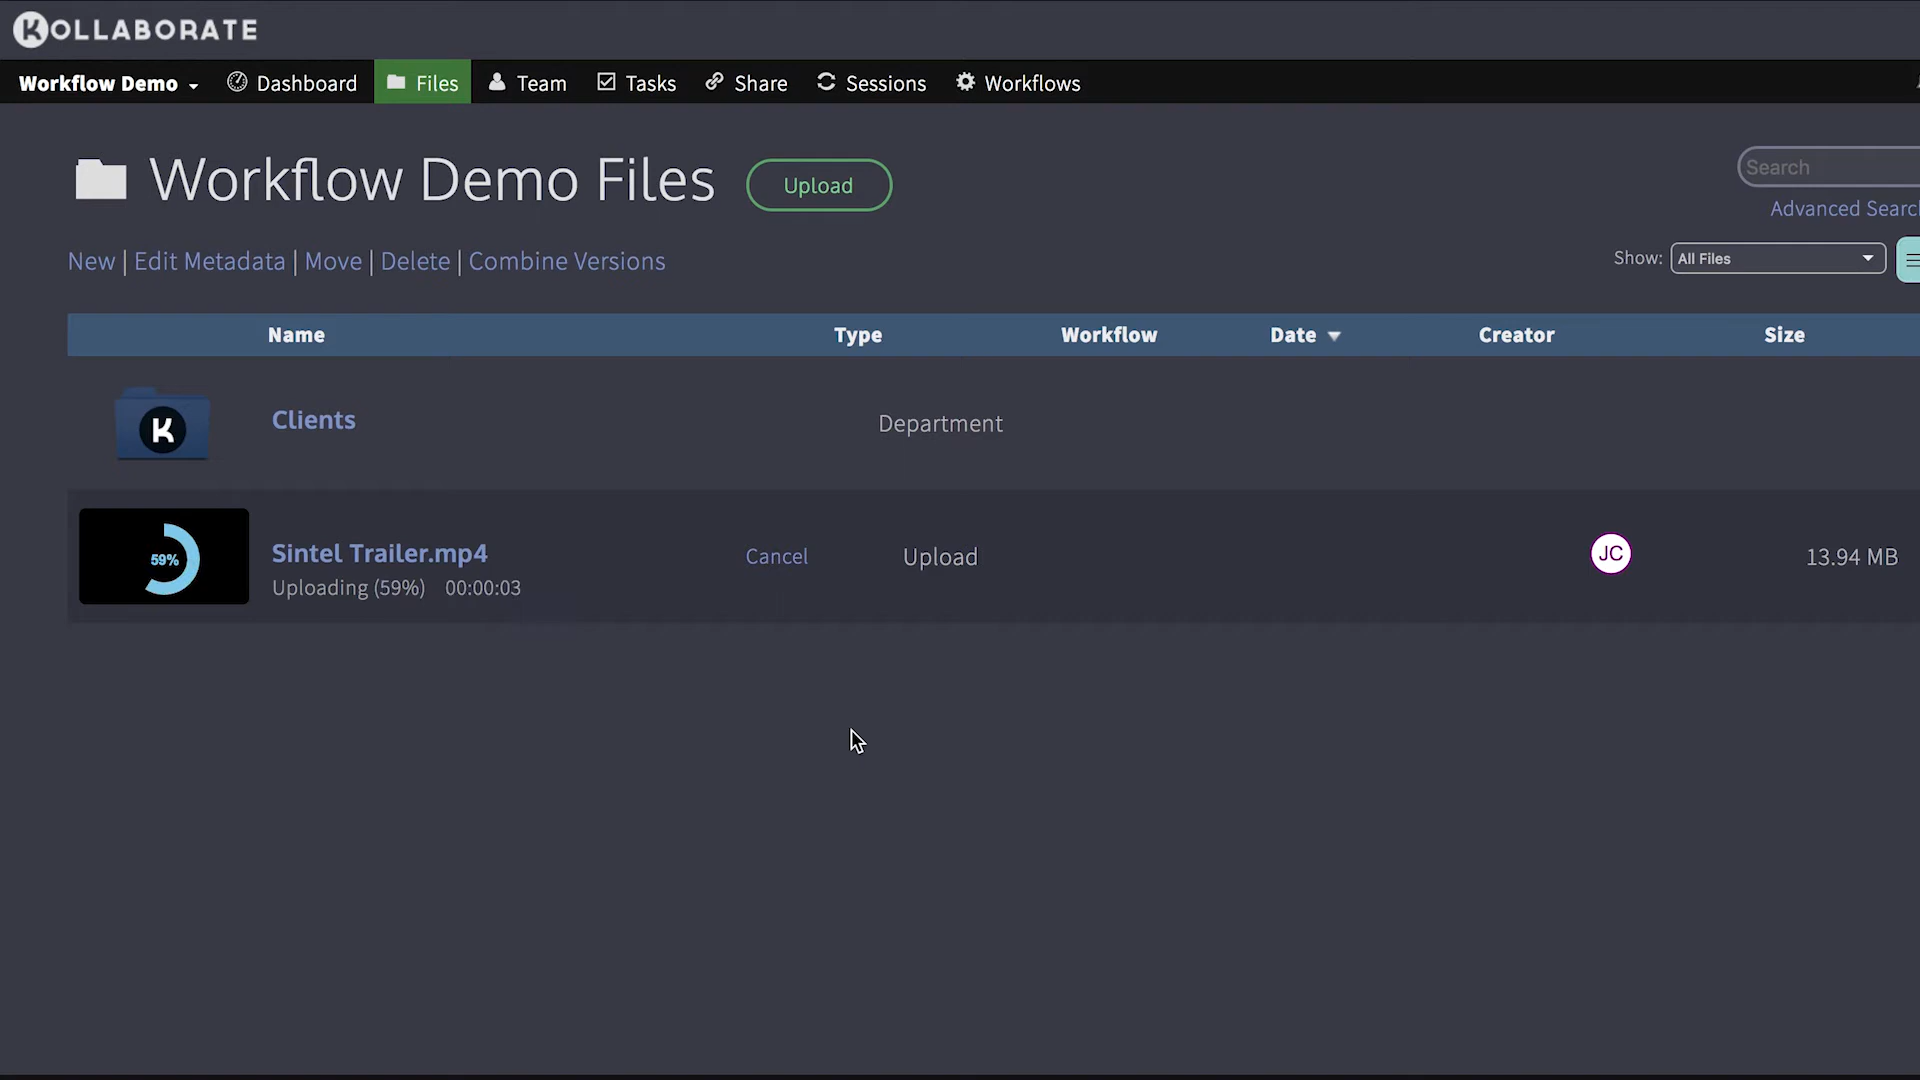 KOLLABORATE
Workflow Demo Dashboard Files Team Tasks Share Sessions Workflows
Workflow Demo Files Upload
Search
Advanced Search
New | Edit Metadata | Move | Delete | Combine Versions
Show: All Files
Name Type Workflow Date Creator Size
K Clients Department
59% Sintel Trailer.mp4 Cancel Upload JC 13.94 MB
Uploading (59%) 00:00:03